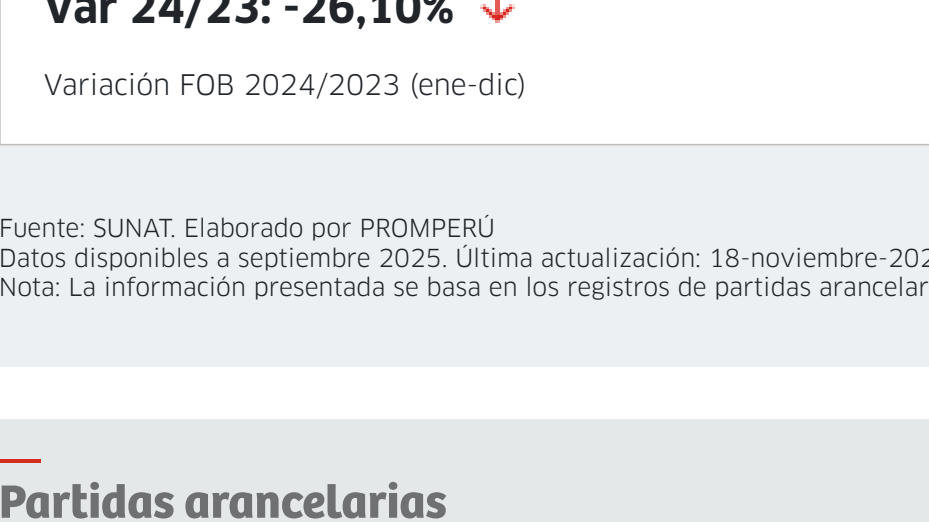 Var 24/23: -26,10%
Variación FOB 2024/2023 (ene-dic)
Fuente: SUNAT. Elaborado por PROMPERÚ
Datos disponibles a septiembre 2025. Última actualización: 18-noviembre-202
Nota: La información presentada se basa en los registros de partidas arancelar
Partidas arancelarias